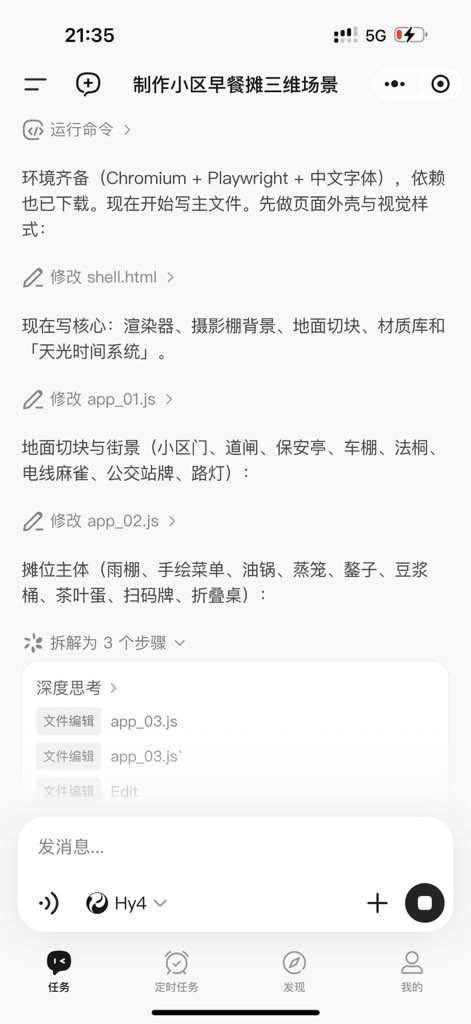 21:35
5G
制作小区早餐摊三维场景
运行命令
环境齐备（Chromium + Playwright + 中文字体），依赖
也已下载。现在开始写主文件。先做页面外壳与视觉样
式：
修改 shell.html
现在写核心：渲染器、摄影棚背景、地面切块、材质库和
「天光时间系统」。
修改 app_01.js
地面切块与街景（小区门、道闸、保安亭、车棚、法桐、
电线麻雀、公交站牌、路灯）：
修改 app_02.js
摊位主体（雨棚、手绘菜单、油锅、蒸笼、鏊子、豆浆
桶、茶叶蛋、扫码牌、折叠桌）：
拆解为 3 个步骤
深度思考
文件编辑 app_03.js
文件编辑 app_03.js`
文件编辑 Edit
发消息...
Hy4
任务 定时任务 发现 我的